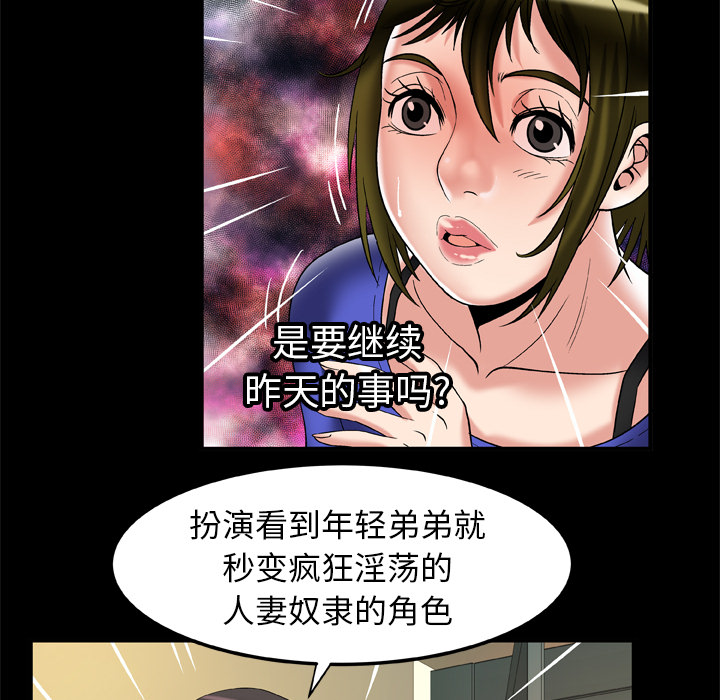 是要继续
昨天的事吗?
扮演看到年轻弟弟就
秒变疯狂淫荡的
人妻奴隶的角色